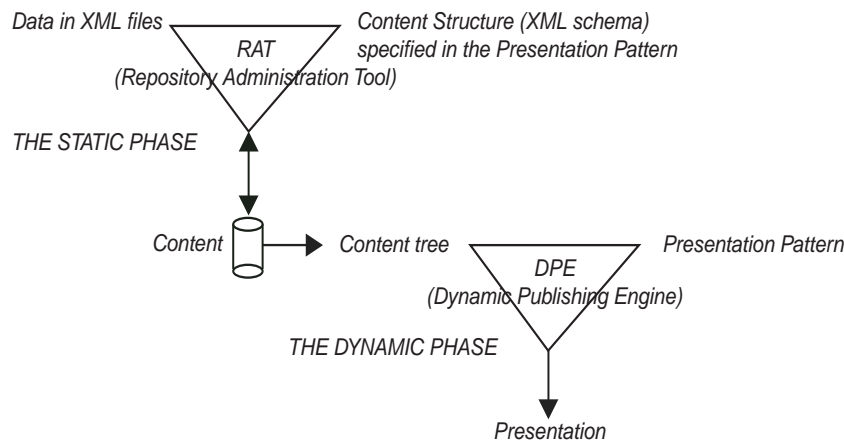 Data in XML files
RAT
(Repository Administration Tool)
Content Structure (XML schema)
specified in the Presentation Pattern
THE STATIC PHASE
Content
Content tree
DPE
(Dynamic Publishing Engine)
Presentation Pattern
THE DYNAMIC PHASE
Presentation